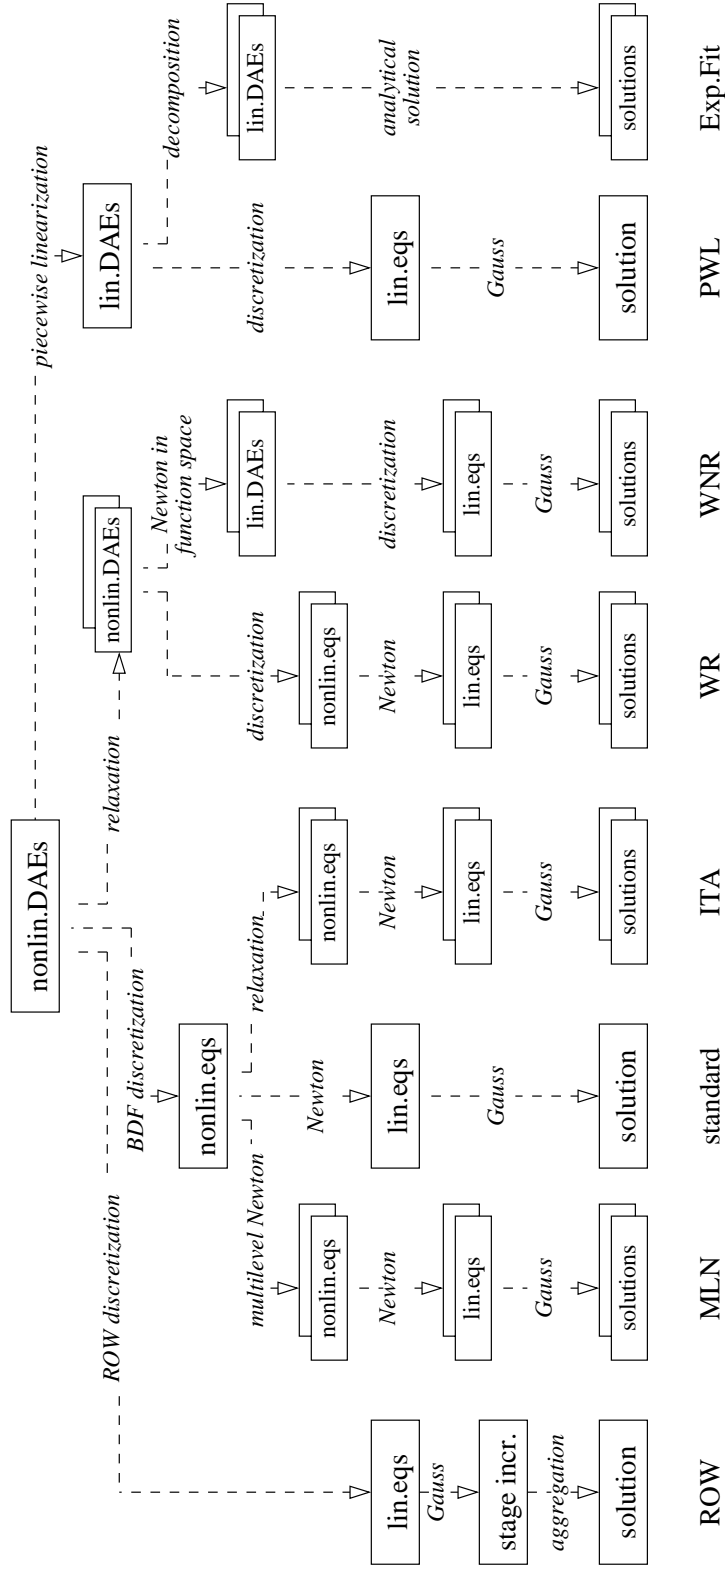 nonlin.DAEs
ROW discretization
BDF discretization
relaxation
piecewise linearization
nonlin.DAEs
lin.DAEs
nonlin.eqs
Newton in
function space
decomposition
lin.DAEs
lin.DAEs
multilevel Newton
Newton
relaxation
discretization
discretization
nonlin.eqs
nonlin.eqs
nonlin.eqs
analytical
solution
lin.eqs
Newton
lin.eqs
Newton
Newton
discretization
lin.eqs
Gauss
lin.eqs
lin.eqs
lin.eqs
lin.eqs
stage incr.
Gauss
Gauss
Gauss
Gauss
Gauss
Gauss
aggregation
solution
solutions
solution
solutions
solutions
solutions
solution
solutions
ROW
MLN
standard
ITA
WR
WNR
PWL
Exp.Fit